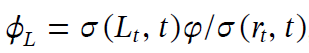 ϕ_L = σ(L_t, t)φ/σ(r_t, t)